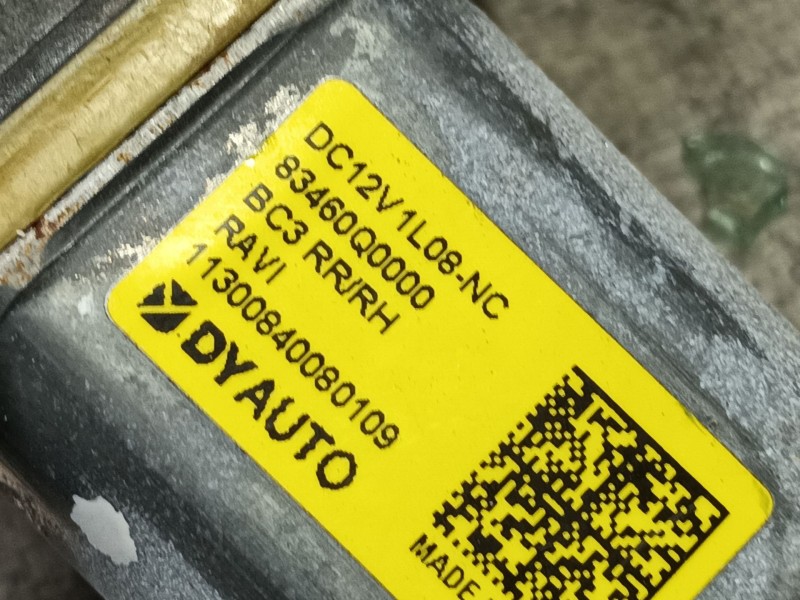 DC12V1L08-NC
83460Q0000
BC3 RR/RH
RAVI
11300840080109
DYAUTO
MADE